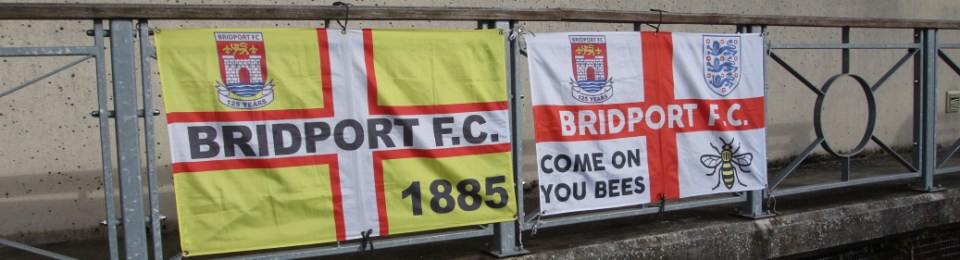 BRIDPORT FC
125 YEARS
BRIDPORT F.C.
1885
BRIDPORT FC
125 YEARS
BRIDPORT F.C.
COME ON
YOU BEES